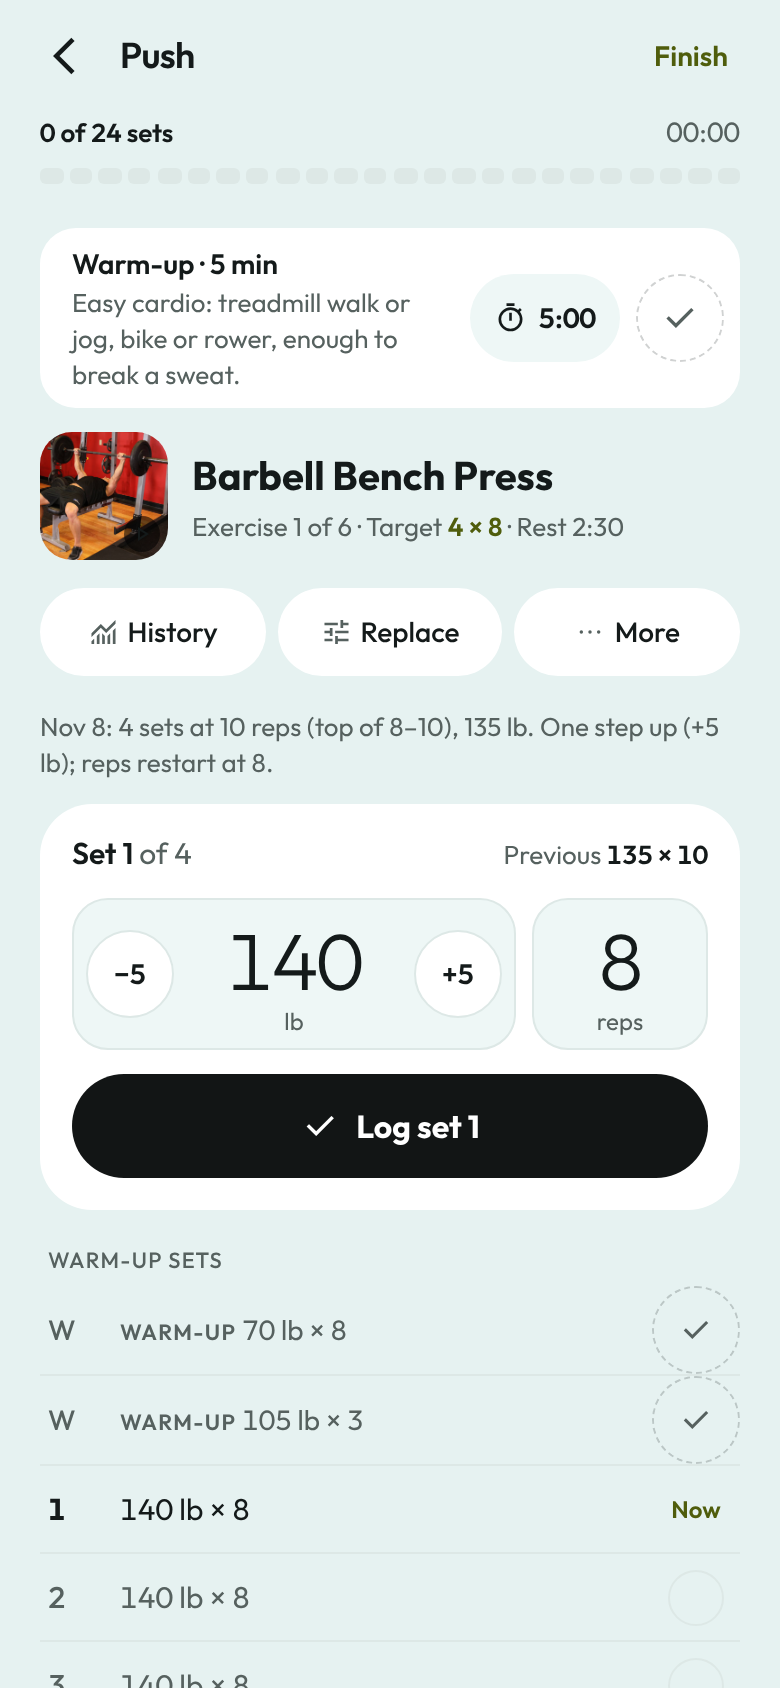 Push
Finish
0 of 24 sets
00:00
Warm-up · 5 min
Easy cardio: treadmill walk or
jog, bike or rower, enough to
break a sweat.
5:00
Barbell Bench Press
Exercise 1 of 6 · Target 4 × 8 · Rest 2:30
History
Replace
More
Nov 8: 4 sets at 10 reps (top of 8–10), 135 lb. One step up (+5
lb); reps restart at 8.
Set 1 of 4
Previous 135 × 10
−5
140
lb
+5
8
reps
Log set 1
WARM-UP SETS
W WARM-UP 70 lb × 8
W WARM-UP 105 lb × 3
1 140 lb × 8 Now
2 140 lb × 8
3 140 lb × 8